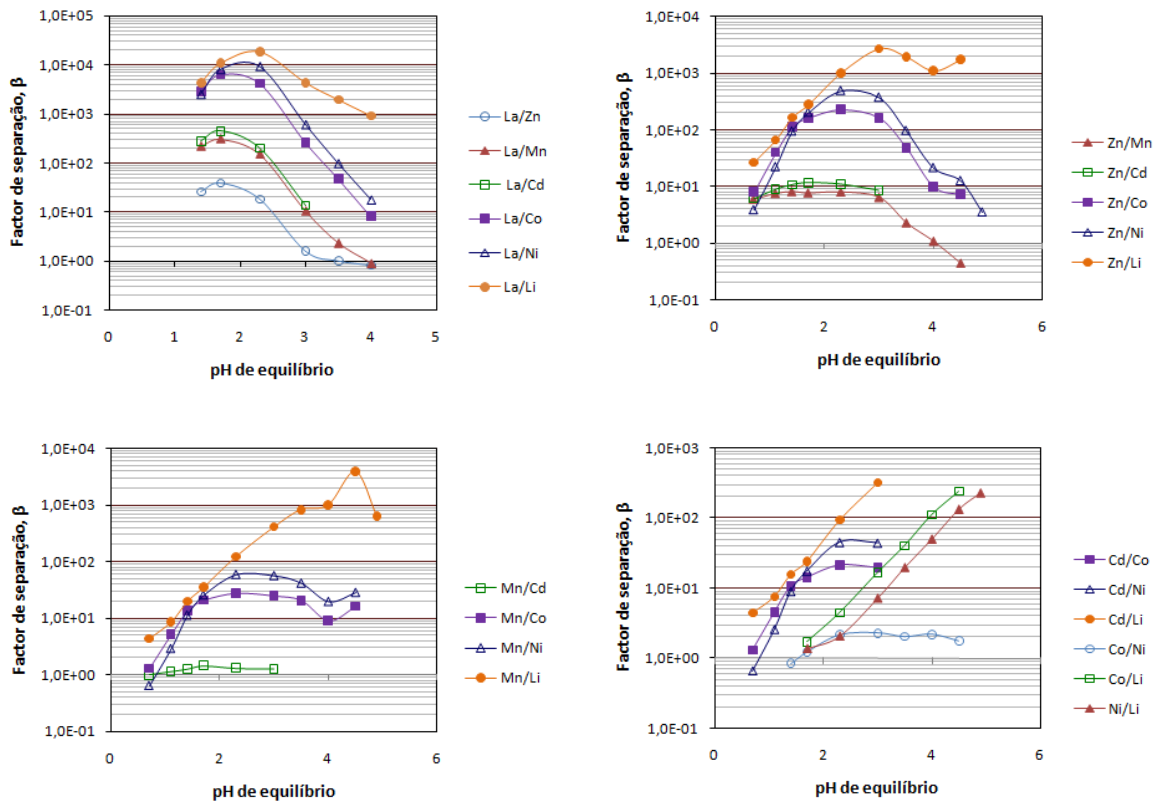 Factor de separação, β
1,0E+05
1,0E+04
1,0E+03
1,0E+02
1,0E+01
1,0E+00
1,0E-01
0 1 2 3 4 5
pH de equilíbrio
La/Zn
La/Mn
La/Cd
La/Co
La/Ni
La/Li
Factor de separação, β
1,0E+04
1,0E+03
1,0E+02
1,0E+01
1,0E+00
1,0E-01
0 2 4 6
pH de equilíbrio
Zn/Mn
Zn/Cd
Zn/Co
Zn/Ni
Zn/Li
Factor de separação, β
1,0E+04
1,0E+03
1,0E+02
1,0E+01
1,0E+00
1,0E-01
0 2 4 6
pH de equilíbrio
Mn/Cd
Mn/Co
Mn/Ni
Mn/Li
Factor de separação, β
1,0E+03
1,0E+02
1,0E+01
1,0E+00
1,0E-01
0 2 4 6
pH de equilíbrio
Cd/Co
Cd/Ni
Cd/Li
Co/Ni
Co/Li
Ni/Li